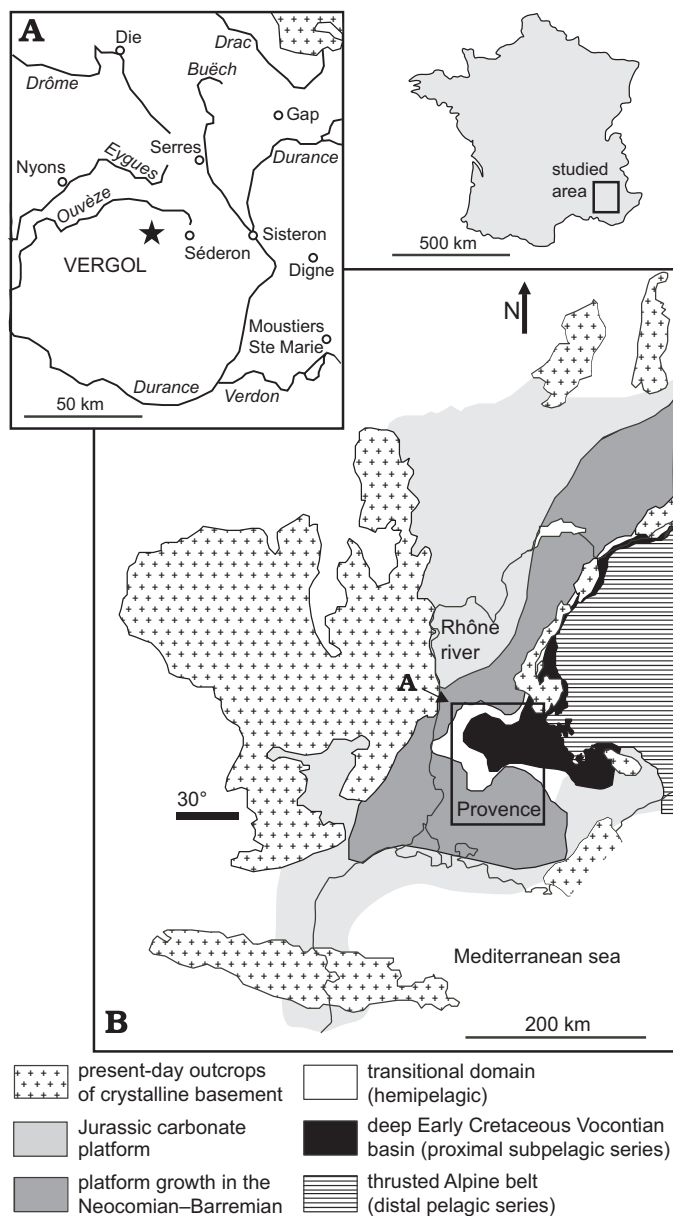 A
Die
Drac
Buëch
Drôme
Gap
Serres
Eygues
Durance
Nyons
Ouvèze
Sisteron
Séderon
VERGOL
Digne
Moustiers
Ste Marie
Durance
Verdon
50 km
studied
area
500 km
N
Rhône
river
A
30°
Provence
Mediterranean sea
B
200 km
present-day outcrops
of crystalline basement
Jurassic carbonate
platform
platform growth in the
Neocomian–Barremian
transitional domain
(hemipelagic)
deep Early Cretaceous Vocontian
basin (proximal subpelagic series)
thrusted Alpine belt
(distal pelagic series)